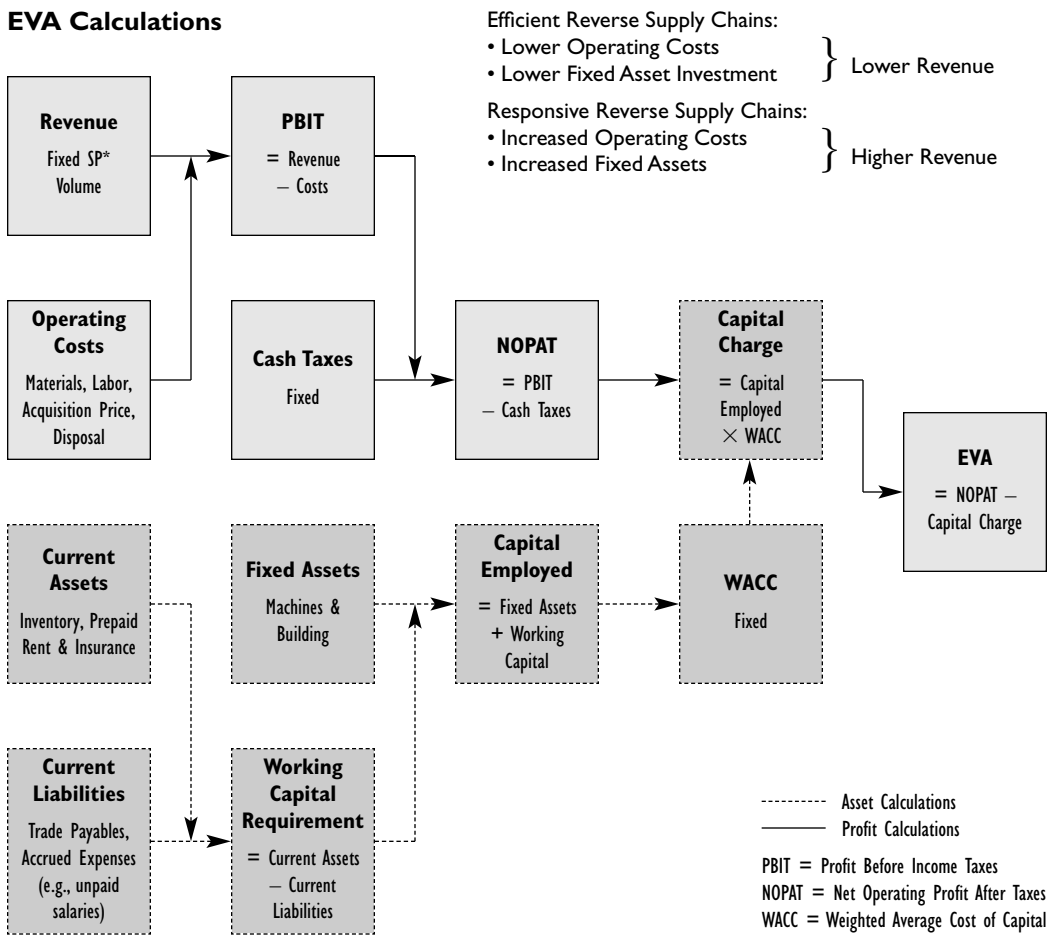 EVA Calculations
Efficient Reverse Supply Chains:
• Lower Operating Costs
• Lower Fixed Asset Investment
} Lower Revenue
Responsive Reverse Supply Chains:
• Increased Operating Costs
• Increased Fixed Assets
} Higher Revenue
Revenue
Fixed SP*
Volume
PBIT
= Revenue
– Costs
Operating
Costs
Materials, Labor,
Acquisition Price,
Disposal
Cash Taxes
Fixed
NOPAT
= PBIT
– Cash Taxes
Capital
Charge
= Capital
Employed
× WACC
EVA
= NOPAT –
Capital Charge
Current
Assets
Inventory, Prepaid
Rent & Insurance
Fixed Assets
Machines &
Building
Capital
Employed
= Fixed Assets
+ Working
Capital
WACC
Fixed
Current
Liabilities
Trade Payables,
Accrued Expenses
(e.g., unpaid
salaries)
Working
Capital
Requirement
= Current Assets
– Current
Liabilities
Asset Calculations
Profit Calculations
PBIT = Profit Before Income Taxes
NOPAT = Net Operating Profit After Taxes
WACC = Weighted Average Cost of Capital